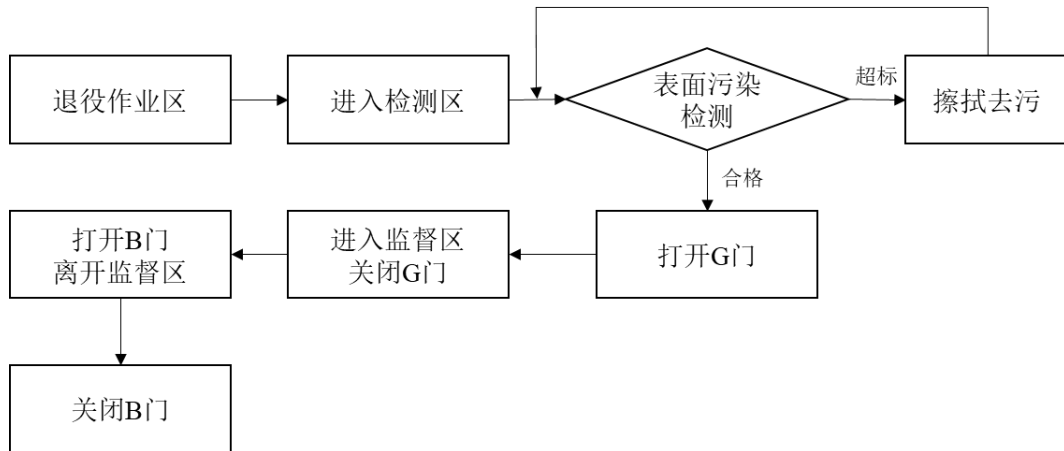 退役作业区
进入检测区
表面污染
检测
超标
擦拭去污
合格
打开G门
进入监督区
关闭G门
打开B门
离开监督区
关闭B门